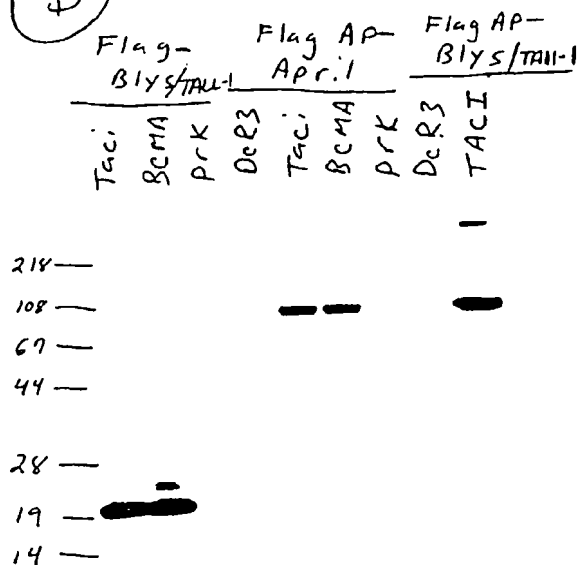 Flag- Flag AP- Flag AP-
Blys/TALL-1 April Blys/TALL-1
Taci BCMA prK DcR3 Taci BCMA prK DcR3 TACI
218
108
67
44
28
19
14